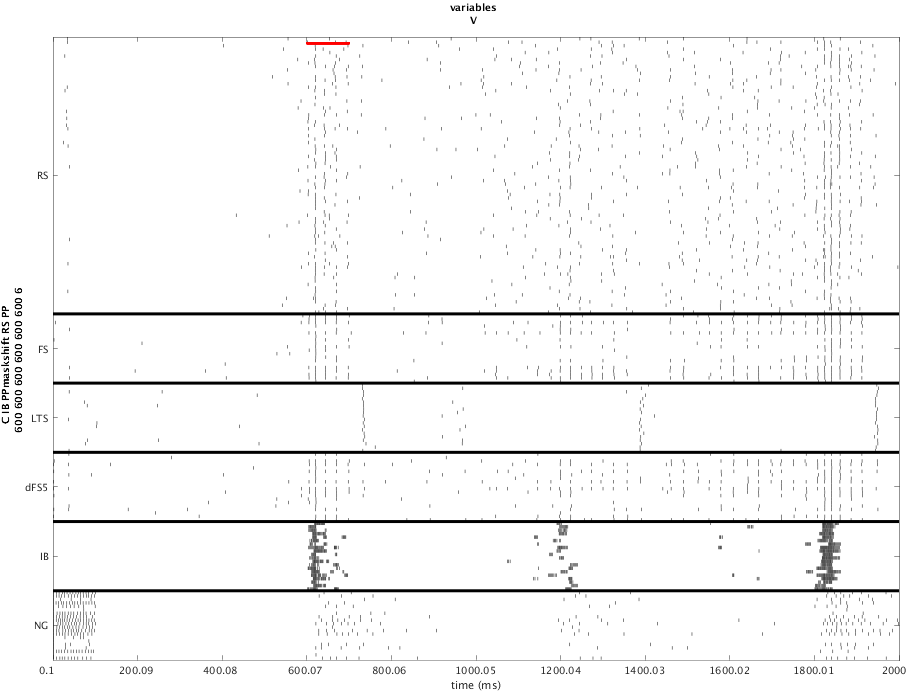 variables
V
C IB PPmaskshift RS PP
600 600 600 600 600 600 600 6
RS
FS
LTS
dFS5
IB
NG
0.1 200.09 400.08 600.07 800.06 1000.05 1200.04 1400.03 1600.02 1800.01 2000
time (ms)